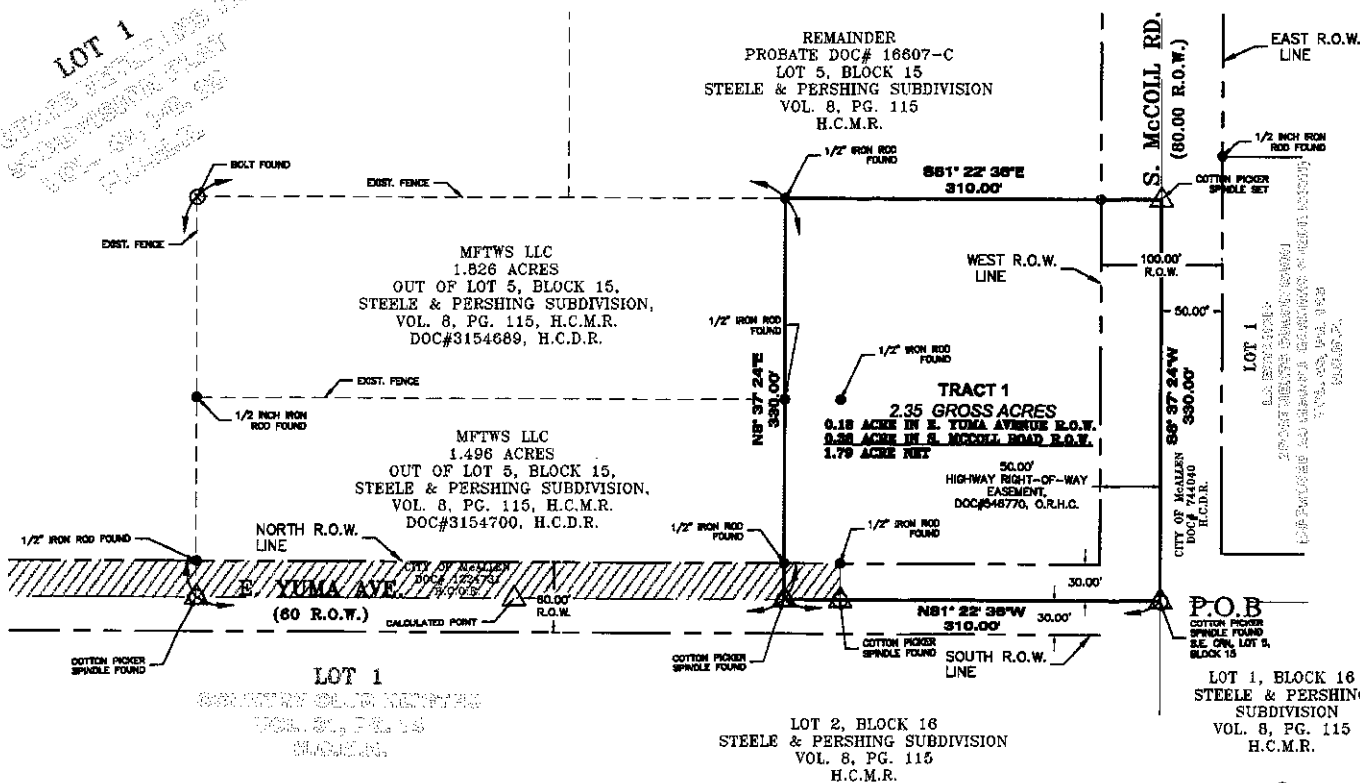 LOT 1
SUBDIVISION PLAT
REMAINDER
PROBATE DOC# 16607-C
LOT 5, BLOCK 15
STEELE & PERSHING SUBDIVISION
VOL. 8, PG. 115
H.C.M.R.
S. McCOLL RD.
(80.00 R.O.W.)
EAST R.O.W.
LINE
1/2 INCH IRON
ROD FOUND
BOLT FOUND
EXIST. FENCE
1/2" IRON ROD
FOUND
S81° 22' 36"E
310.00'
COTTON PICKER
SPINDLE SET
EXIST. FENCE
MFTWS LLC
1.826 ACRES
OUT OF LOT 5, BLOCK 15,
STEELE & PERSHING SUBDIVISION,
VOL. 8, PG. 115, H.C.M.R.
DOC#3154689, H.C.D.R.
WEST R.O.W.
LINE
100.00'
R.O.W.
50.00'
1/2" IRON ROD
FOUND
1/2" IRON ROD
FOUND
LOT 1
EXIST. FENCE
1/2 INCH IRON
ROD FOUND
N8° 37' 24"E
330.00'
TRACT 1
2.35 GROSS ACRES
0.18 ACRE IN E. YUMA AVENUE R.O.W.
0.38 ACRE IN S. MCCOLL ROAD R.O.W.
1.79 ACRE NET
S8° 37' 24"W
330.00'
MFTWS LLC
1.496 ACRES
OUT OF LOT 5, BLOCK 15,
STEELE & PERSHING SUBDIVISION,
VOL. 8, PG. 115, H.C.M.R.
DOC#3154700, H.C.D.R.
50.00'
HIGHWAY RIGHT-OF-WAY
EASEMENT,
DOC#548770, O.R.H.C.
CITY OF McALLEN
DOC# 744040
H.C.D.R.
1/2" IRON ROD FOUND
NORTH R.O.W.
LINE
1/2" IRON ROD
FOUND
1/2" IRON ROD
FOUND
CITY OF McALLEN
E. YUMA AVE.
(60 R.O.W.)
60.00'
R.O.W.
CALCULATED POINT
30.00'
30.00'
N81° 22' 36"W
310.00'
P.O.B
COTTON PICKER
SPINDLE FOUND
S.E. CRN, LOT 5,
BLOCK 15
COTTON PICKER
SPINDLE FOUND
COTTON PICKER
SPINDLE FOUND
COTTON PICKER
SPINDLE FOUND
SOUTH R.O.W.
LINE
LOT 1
LOT 2, BLOCK 16
STEELE & PERSHING SUBDIVISION
VOL. 8, PG. 115
H.C.M.R.
LOT 1, BLOCK 16
STEELE & PERSHING
SUBDIVISION
VOL. 8, PG. 115
H.C.M.R.